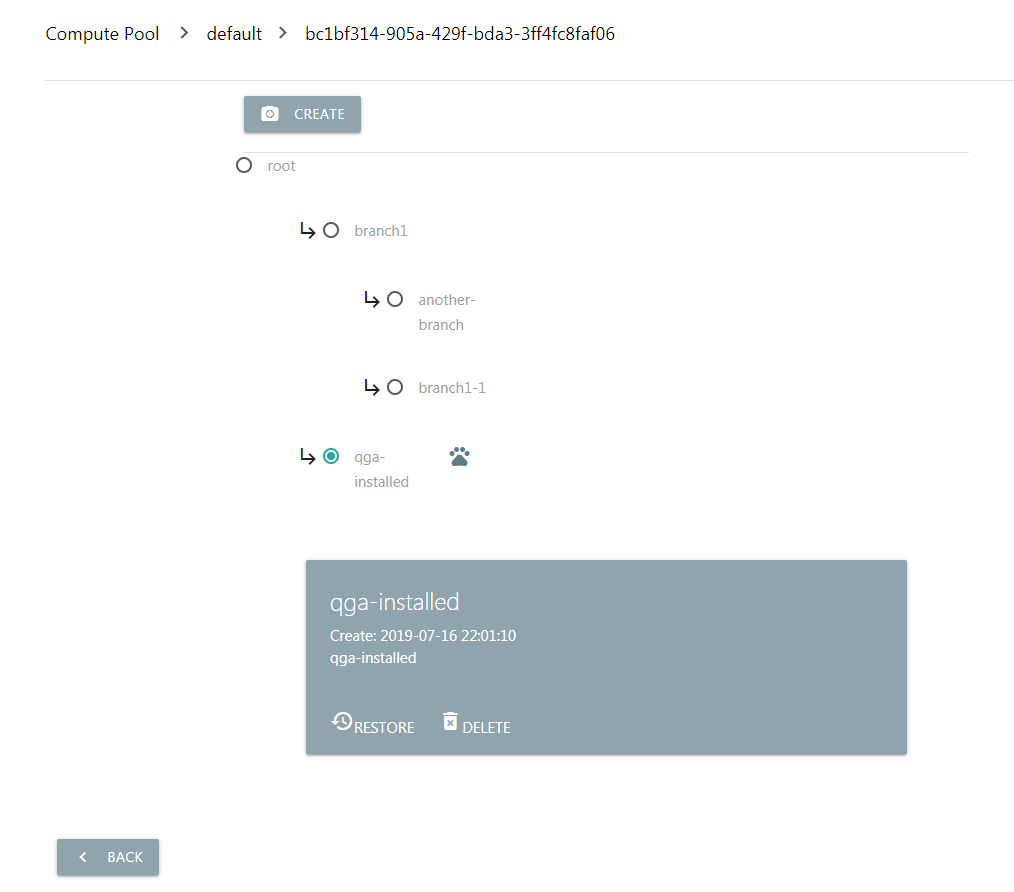 Compute Pool > default > bc1bf314-905a-429f-bda3-3ff4fc8faf06
CREATE
root
branch1
another-
branch
branch1-1
qga-
installed
qga-installed
Create: 2019-07-16 22:01:10
qga-installed
RESTORE DELETE
BACK